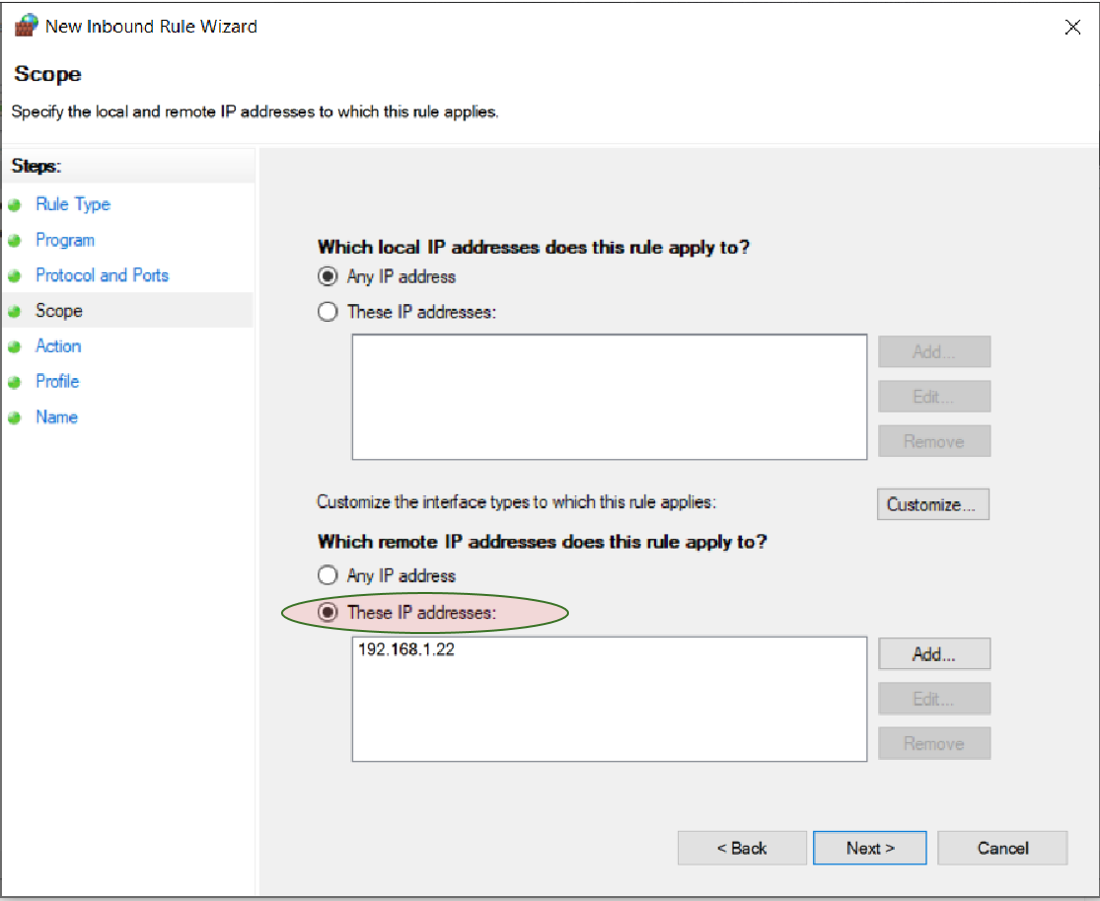 New Inbound Rule Wizard
Scope
Specify the local and remote IP addresses to which this rule applies.
Steps:
Rule Type
Program
Protocol and Ports
Scope
Action
Profile
Name
Which local IP addresses does this rule apply to?
Any IP address
These IP addresses:
Add...
Edit...
Remove
Customize the interface types to which this rule applies:
Customize...
Which remote IP addresses does this rule apply to?
Any IP address
These IP addresses:
192.168.1.22
Add...
Edit...
Remove
< Back
Next >
Cancel